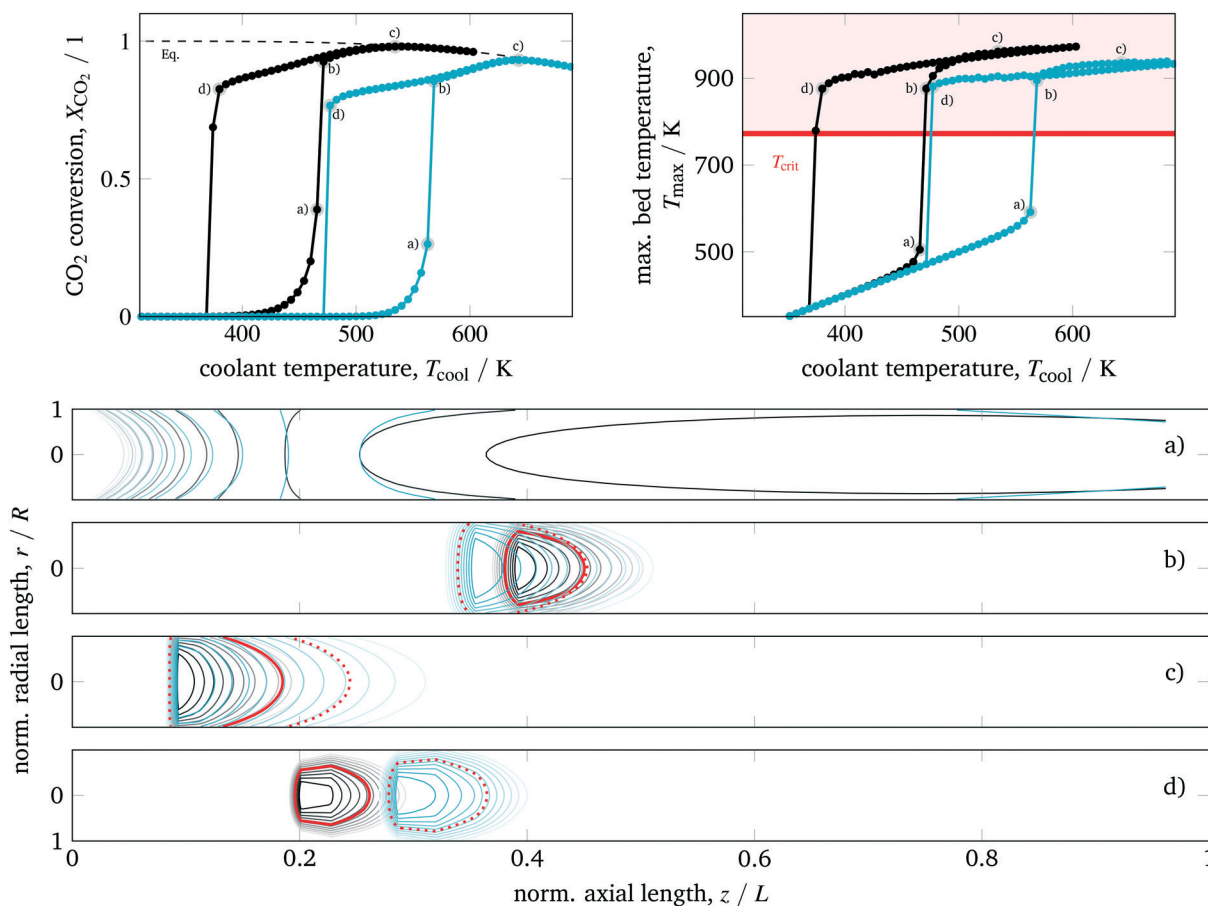 CO2 conversion, XCO2 / 1
1
0.5
0
Eq.
d)
b)
c)
c)
d)
b)
a)
a)
400
500
600
coolant temperature, Tcool / K
max. bed temperature,
Tmax / K
900
700
500
c)
c)
d)
b)
d)
b)
Tcrit
a)
a)
400
500
600
coolant temperature, Tcool / K
norm. radial length, r / R
1
0
a)
0
b)
0
c)
0
d)
1
0
0.2
0.4
0.6
0.8
1
norm. axial length, z / L